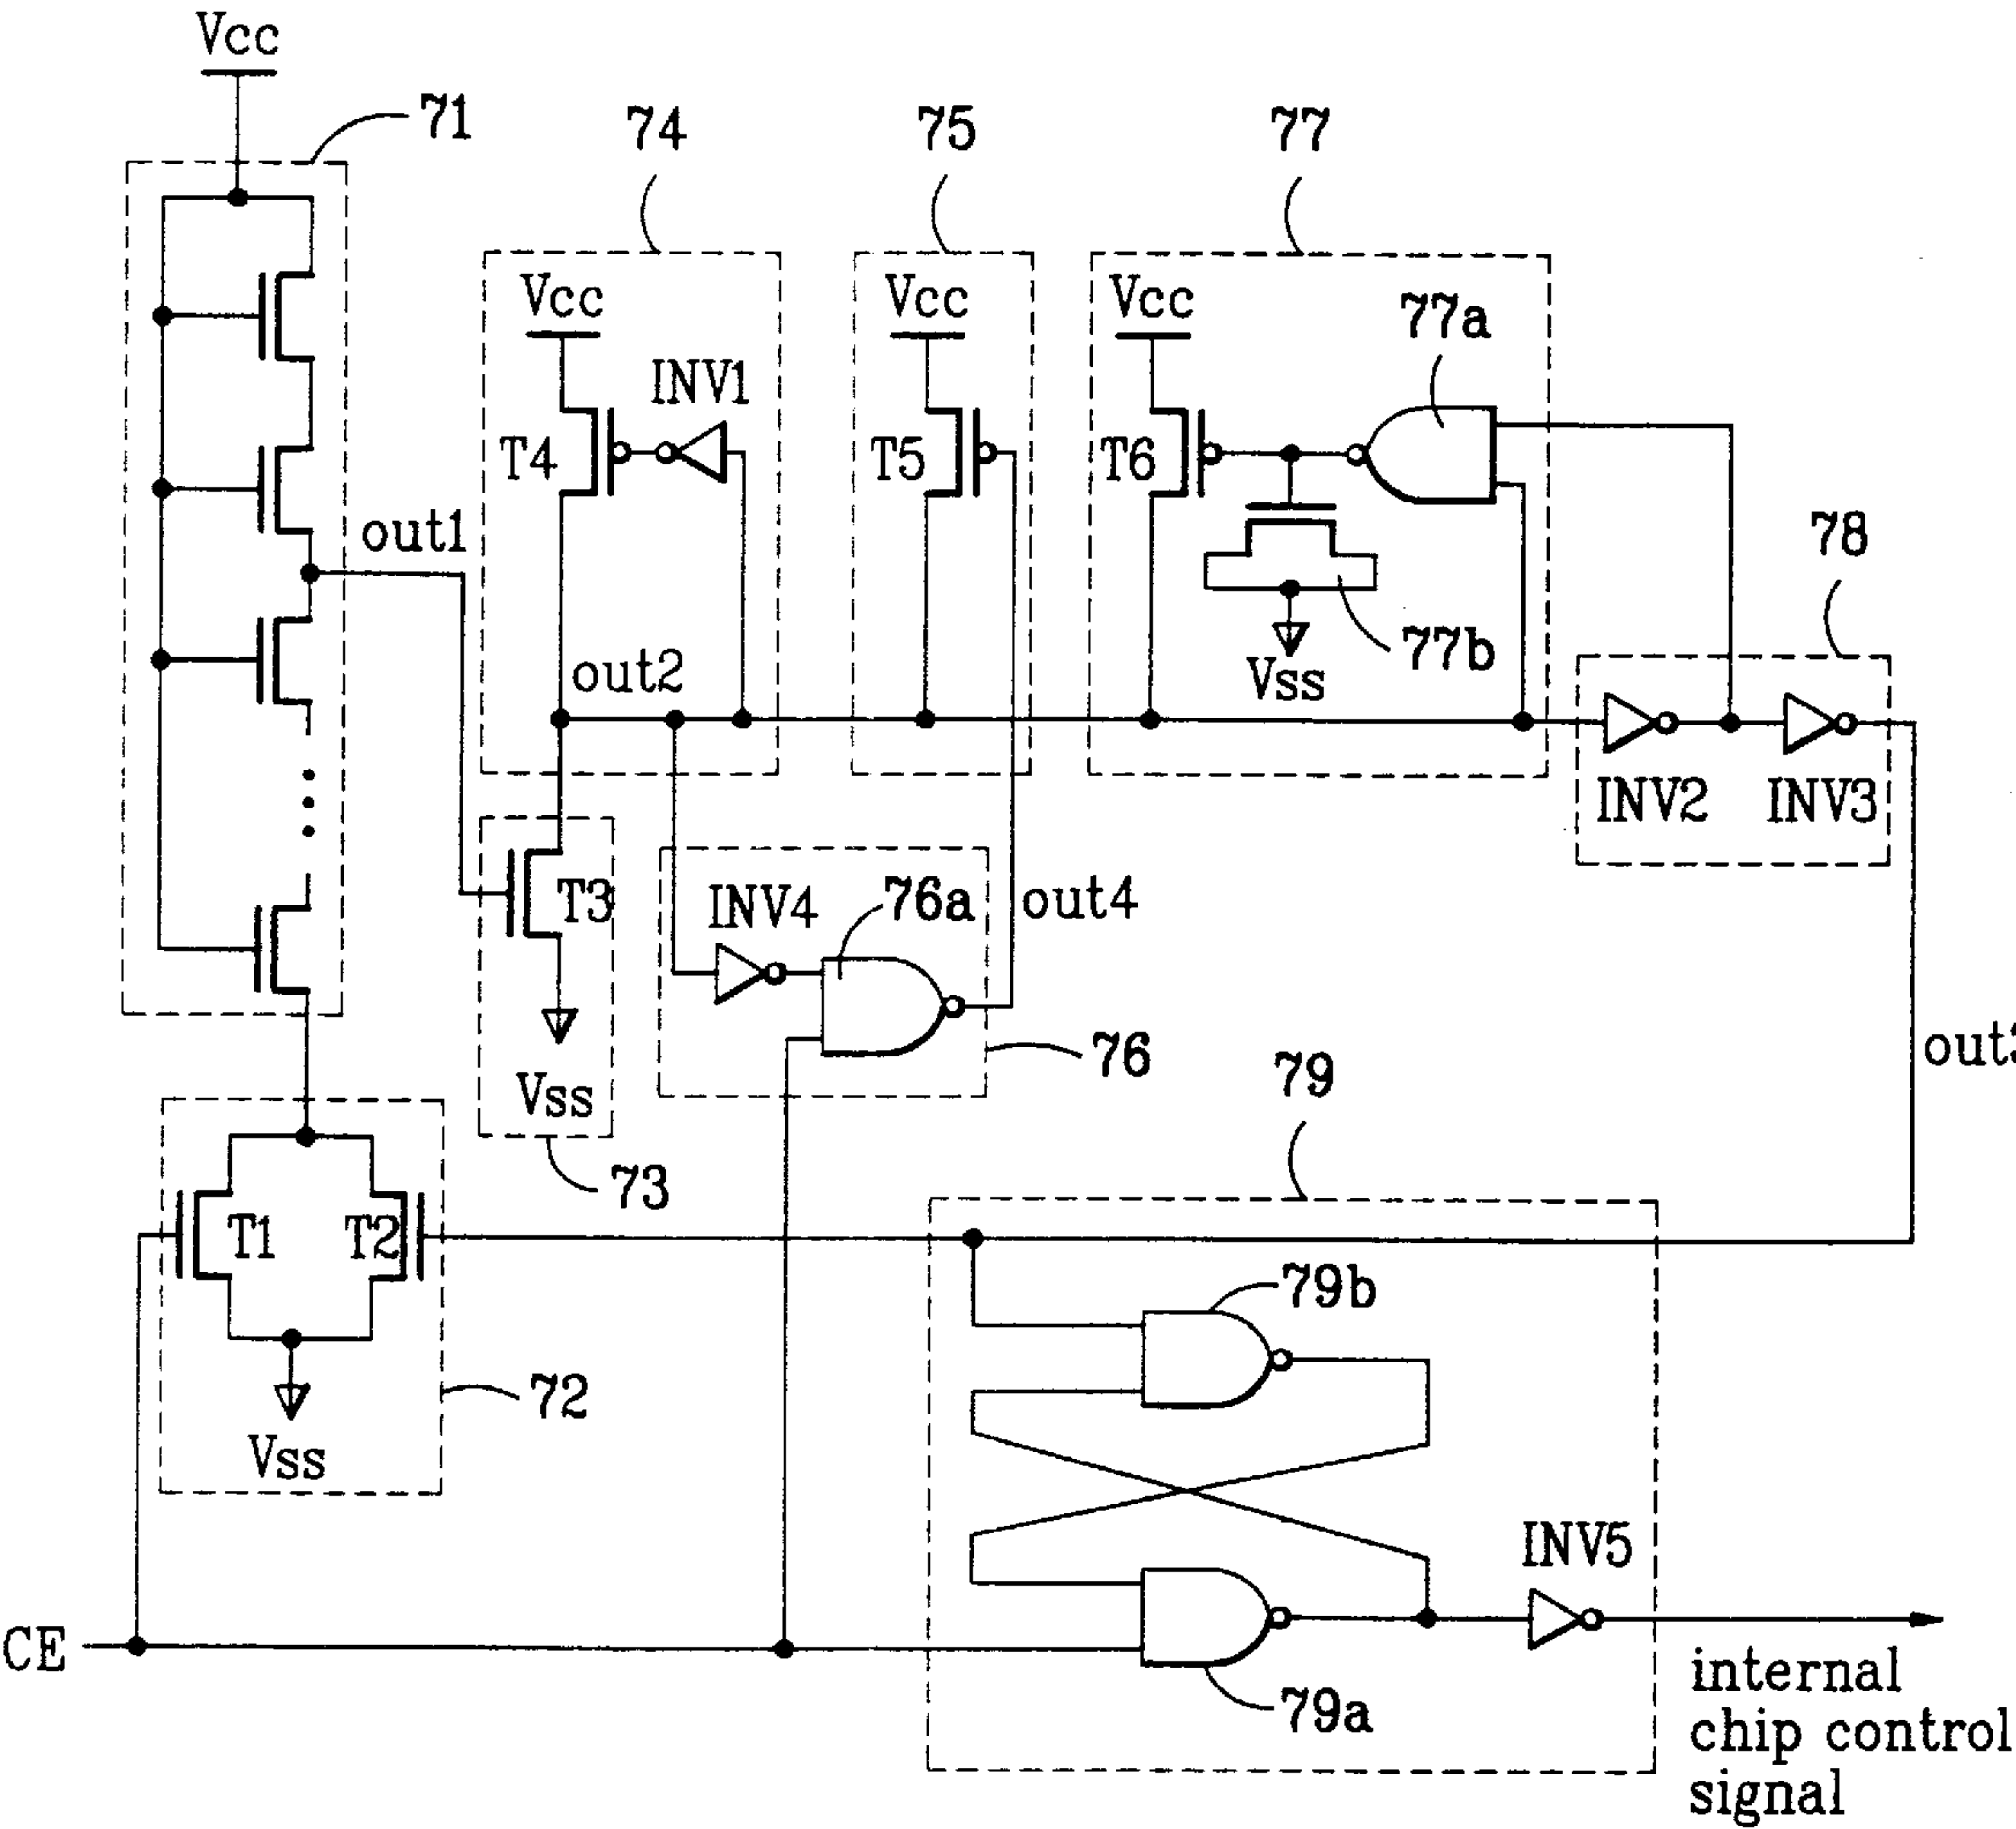 Vcc
71
74
75
77
Vcc
Vcc
Vcc
77a
INV1
T4
T5
T6
out1
78
77b
Vss
out2
INV2
INV3
T3
INV4
76a
out4
Vss
76
79
73
T1
T2
79b
72
Vss
INV5
CE
79a
internal
chip control
signal